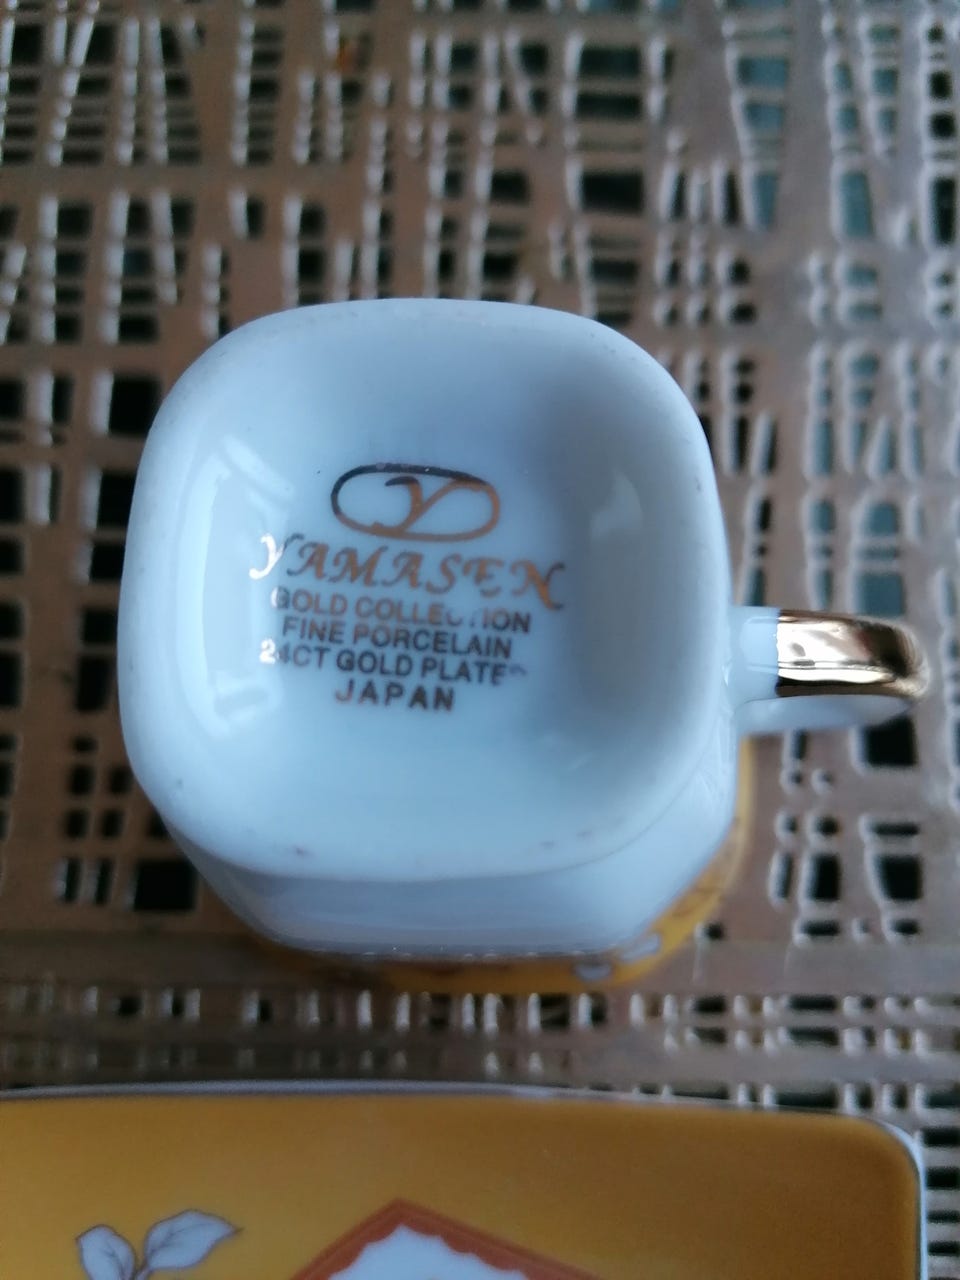 Y
YAMASEN
GOLD COLLECTION
FINE PORCELAIN
24CT GOLD PLATED
JAPAN